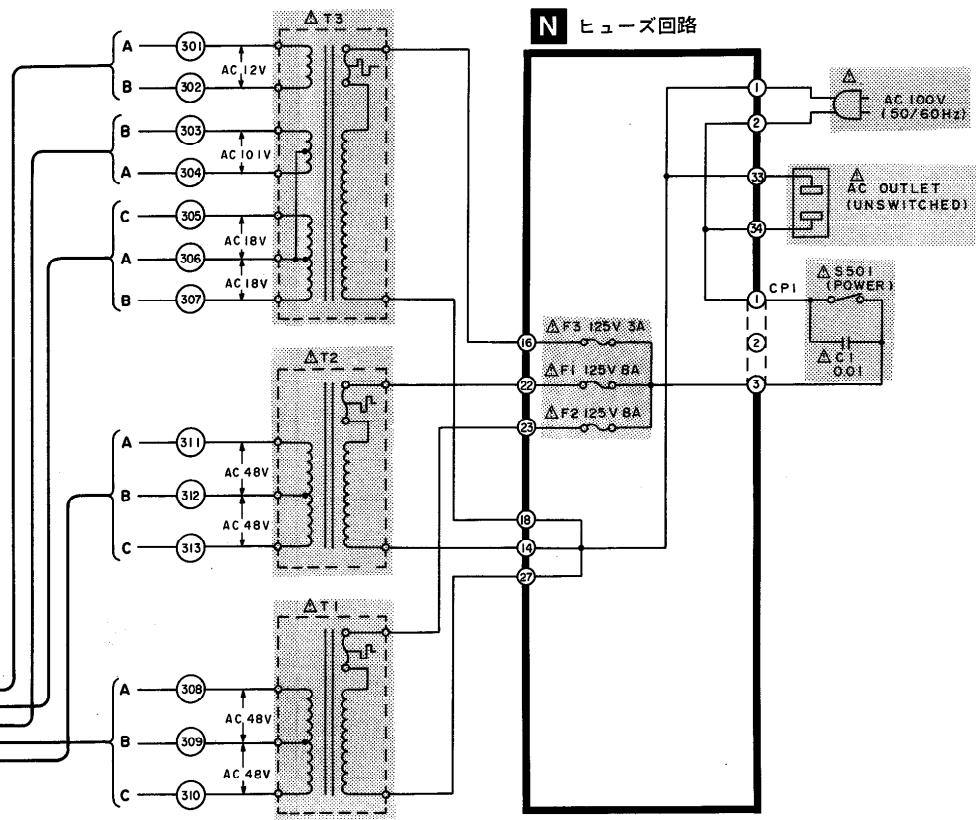 N ヒューズ回路
⚠T3
A 301
AC 12V
B 302
B 303
AC 101V
A 304
C 305
AC 18V
A 306
AC 18V
B 307
1
2
⚠
AC 100V
(50/60Hz)
33
34
⚠
AC OUTLET
(UNSWITCHED)
1 CP1
2
3
⚠S501
(POWER)
⚠C1
0.01
16 ⚠F3 125V 3A
22 ⚠F1 125V 8A
23 ⚠F2 125V 8A
⚠T2
A 311
AC 48V
B 312
AC 48V
C 313
18
14
27
⚠T1
A 308
AC 48V
B 309
AC 48V
C 310